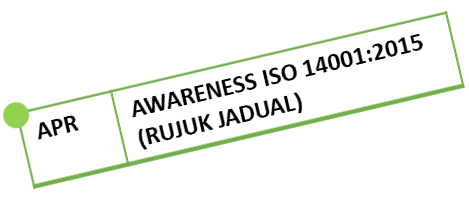 APR
AWARENESS ISO 14001:2015
(RUJUK JADUAL)